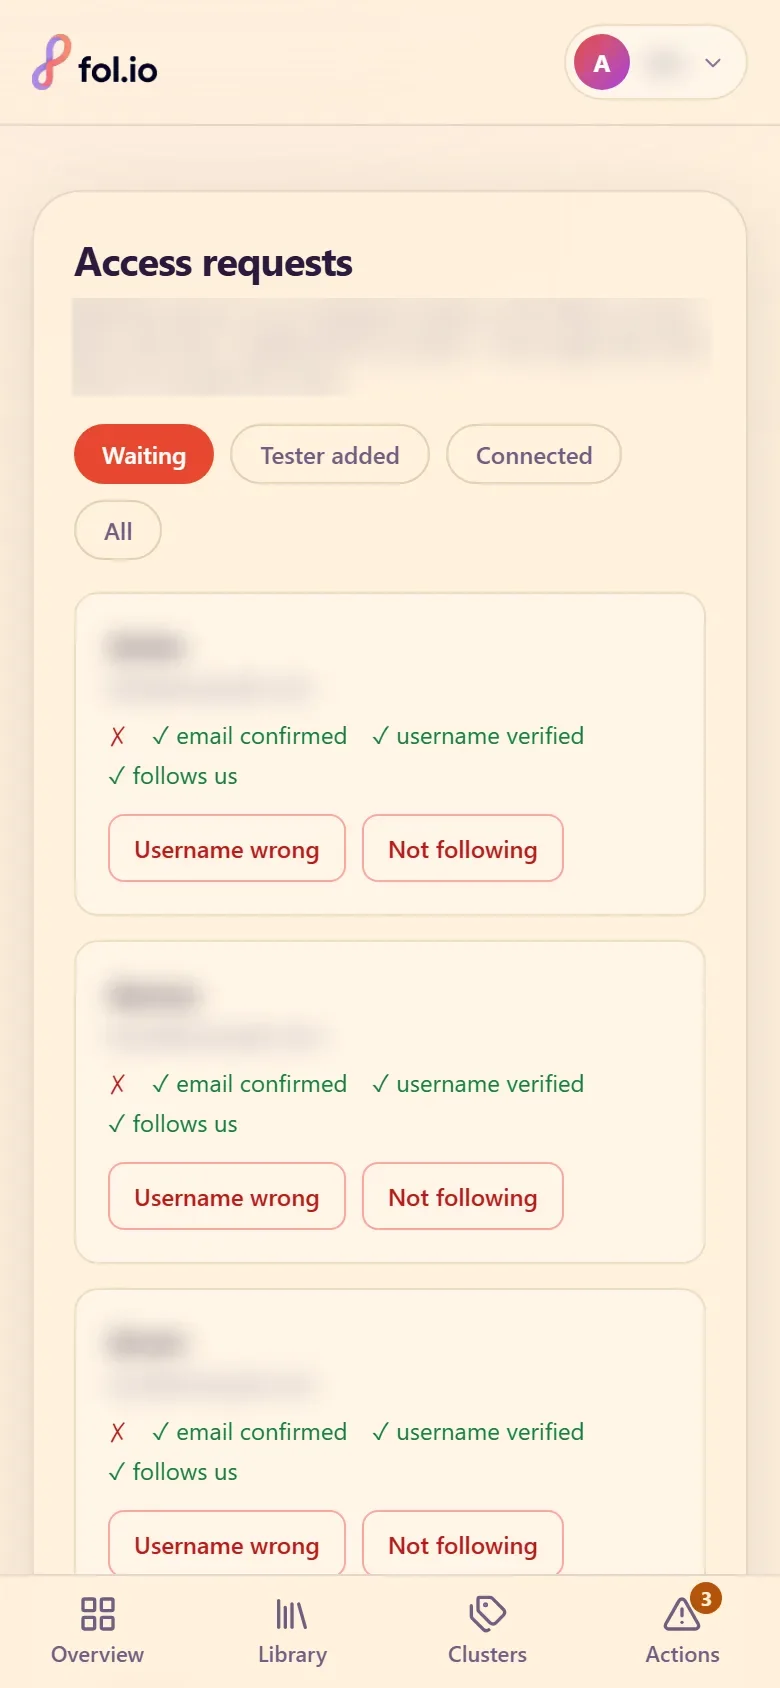 fol.io
A
Access requests
Waiting
Tester added
Connected
All
✗ ✓ email confirmed ✓ username verified
✓ follows us
Username wrong
Not following
✗ ✓ email confirmed ✓ username verified
✓ follows us
Username wrong
Not following
✗ ✓ email confirmed ✓ username verified
✓ follows us
Username wrong
Not following
3
Overview
Library
Clusters
Actions